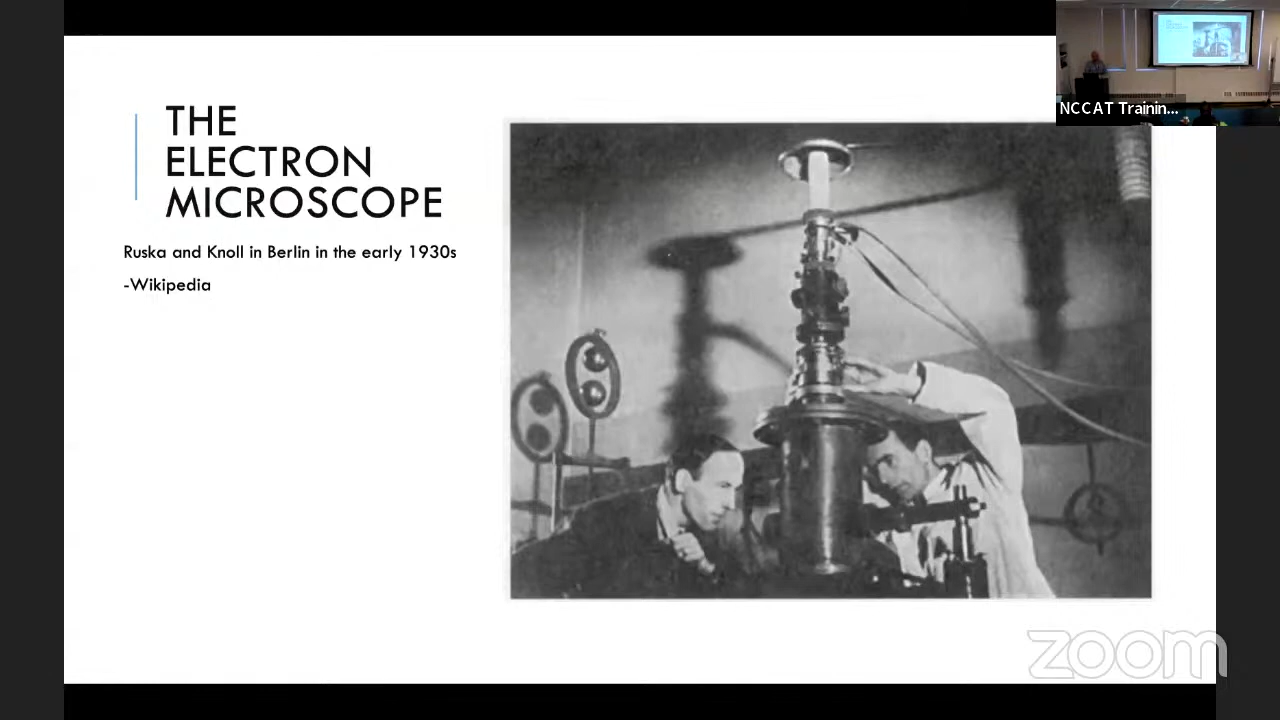 THE
ELECTRON
MICROSCOPE
Ruska and Knoll in Berlin in the early 1930s
-Wikipedia
NCCAT Trainin...
zoom